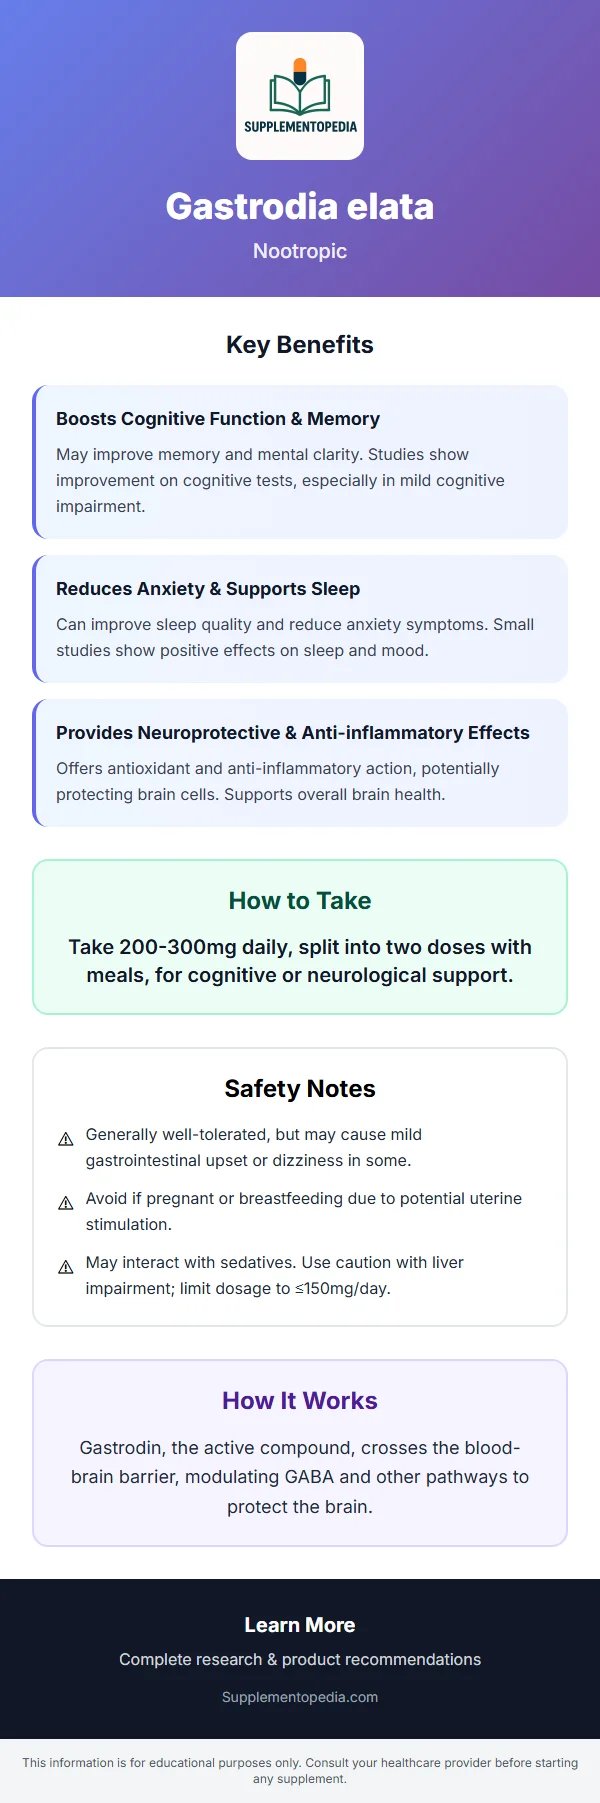 SUPPLEMENTOPEDIA
Gastrodia elata
Nootropic
Key Benefits
Boosts Cognitive Function & Memory
May improve memory and mental clarity. Studies show
improvement on cognitive tests, especially in mild cognitive
impairment.
Reduces Anxiety & Supports Sleep
Can improve sleep quality and reduce anxiety symptoms. Small
studies show positive effects on sleep and mood.
Provides Neuroprotective & Anti-inflammatory Effects
Offers antioxidant and anti-inflammatory action, potentially
protecting brain cells. Supports overall brain health.
How to Take
Take 200-300mg daily, split into two doses with
meals, for cognitive or neurological support.
Safety Notes
Generally well-tolerated, but may cause mild
gastrointestinal upset or dizziness in some.
Avoid if pregnant or breastfeeding due to potential uterine
stimulation.
May interact with sedatives. Use caution with liver
impairment; limit dosage to ≤150mg/day.
How It Works
Gastrodin, the active compound, crosses the blood-
brain barrier, modulating GABA and other pathways to
protect the brain.
Learn More
Complete research & product recommendations
Supplementopedia.com
This information is for educational purposes only. Consult your healthcare provider before starting
any supplement.